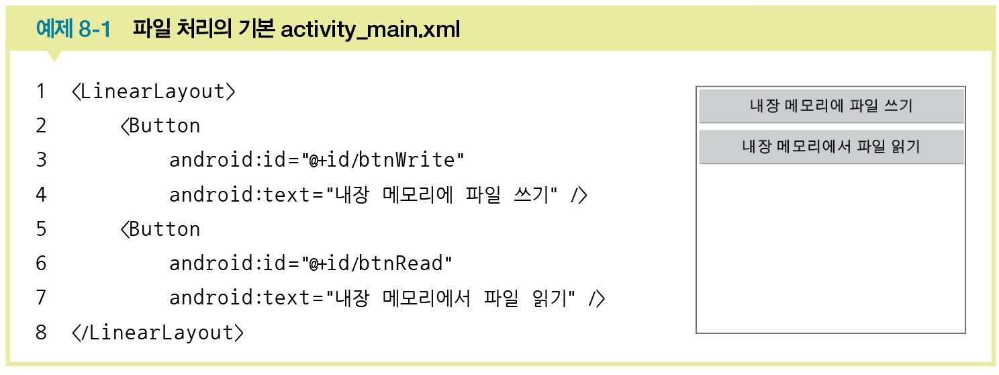 예제 8-1 파일 처리의 기본 activity_main.xml
1 <LinearLayout>
2 <Button
3 android:id="@+id/btnWrite"
4 android:text="내장 메모리에 파일 쓰기" />
5 <Button
6 android:id="@+id/btnRead"
7 android:text="내장 메모리에서 파일 읽기" />
8 </LinearLayout>
내장 메모리에 파일 쓰기
내장 메모리에서 파일 읽기